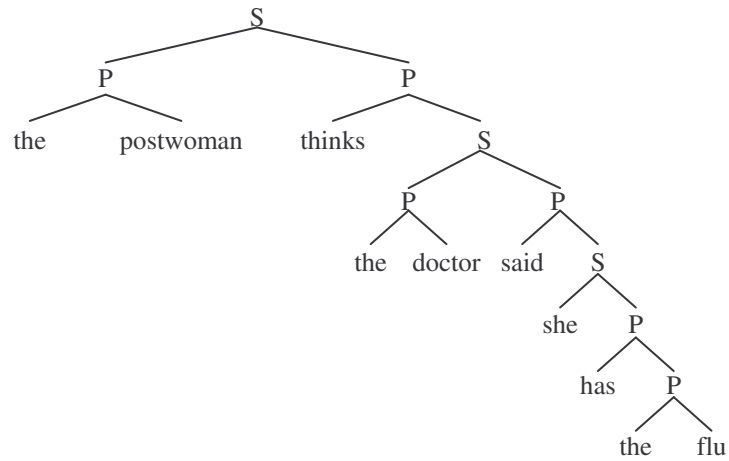 S
P P
the postwoman thinks S
P P
the doctor said S
she P
has P
the flu